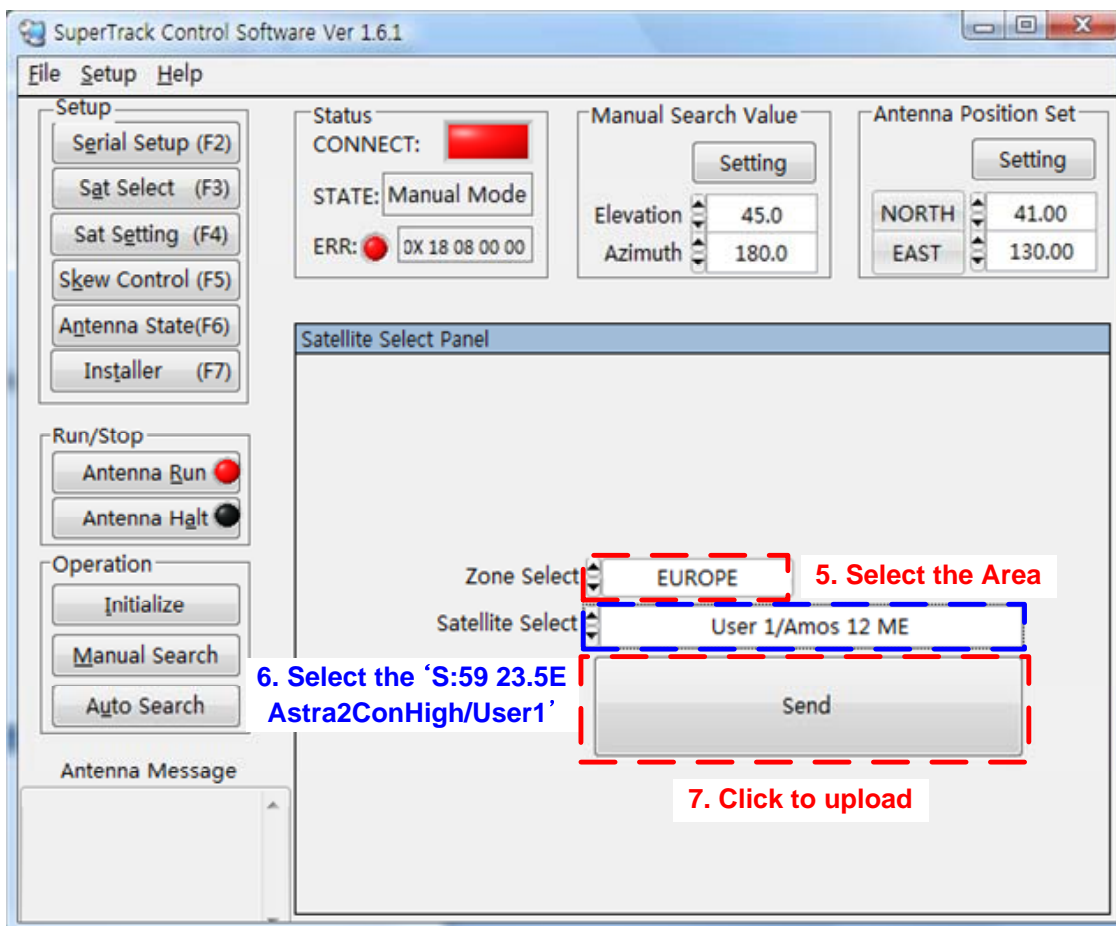 SuperTrack Control Software Ver 1.6.1
File Setup Help
Setup
Serial Setup (F2)
Sat Select (F3)
Sat Setting (F4)
Skew Control (F5)
Antenna State(F6)
Installer (F7)
Status
CONNECT:
STATE: Manual Mode
ERR: 0X 18 08 00 00
Manual Search Value
Setting
Elevation 45.0
Azimuth 180.0
Antenna Position Set
Setting
NORTH 41.00
EAST 130.00
Run/Stop
Antenna Run
Antenna Halt
Operation
Initialize
Manual Search
Auto Search
Antenna Message
Satellite Select Panel
Zone Select EUROPE
5. Select the Area
Satellite Select User 1/Amos 12 ME
6. Select the ‘S:59 23.5E
Astra2ConHigh/User1’
Send
7. Click to upload